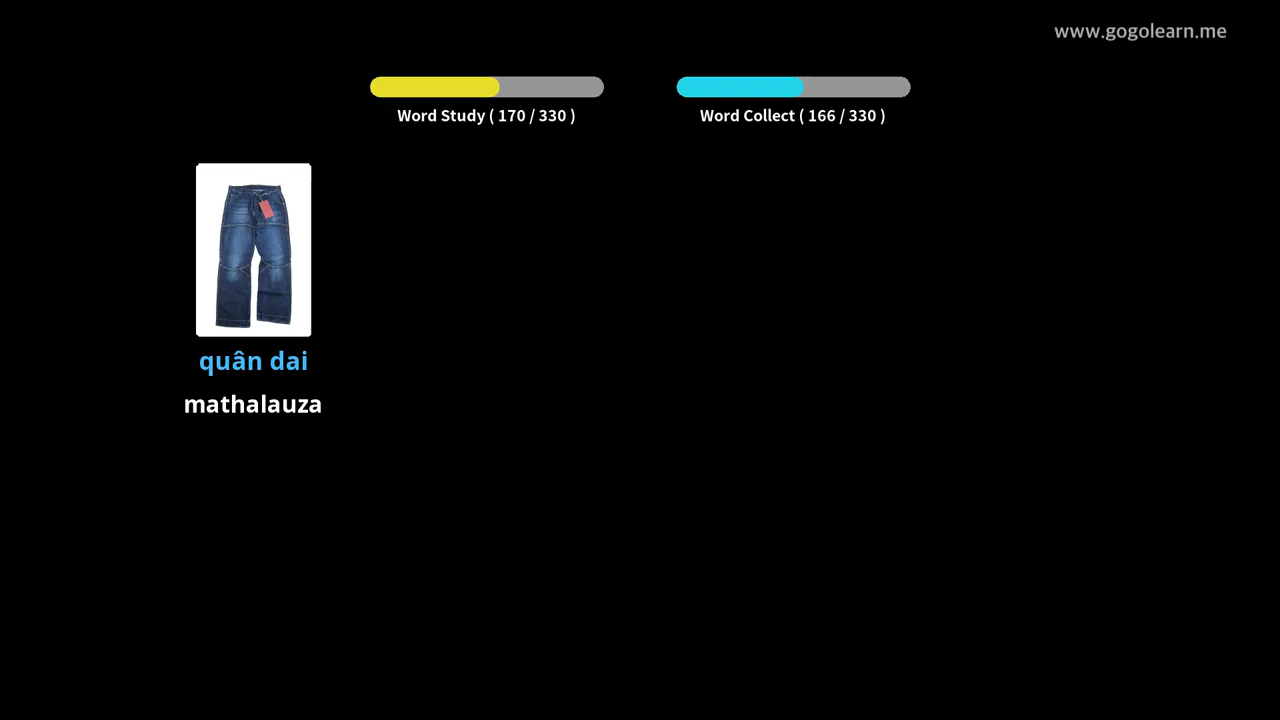 www.gogolearn.me
Word Study ( 170 / 330 )
Word Collect ( 166 / 330 )
quân dai
mathalauza